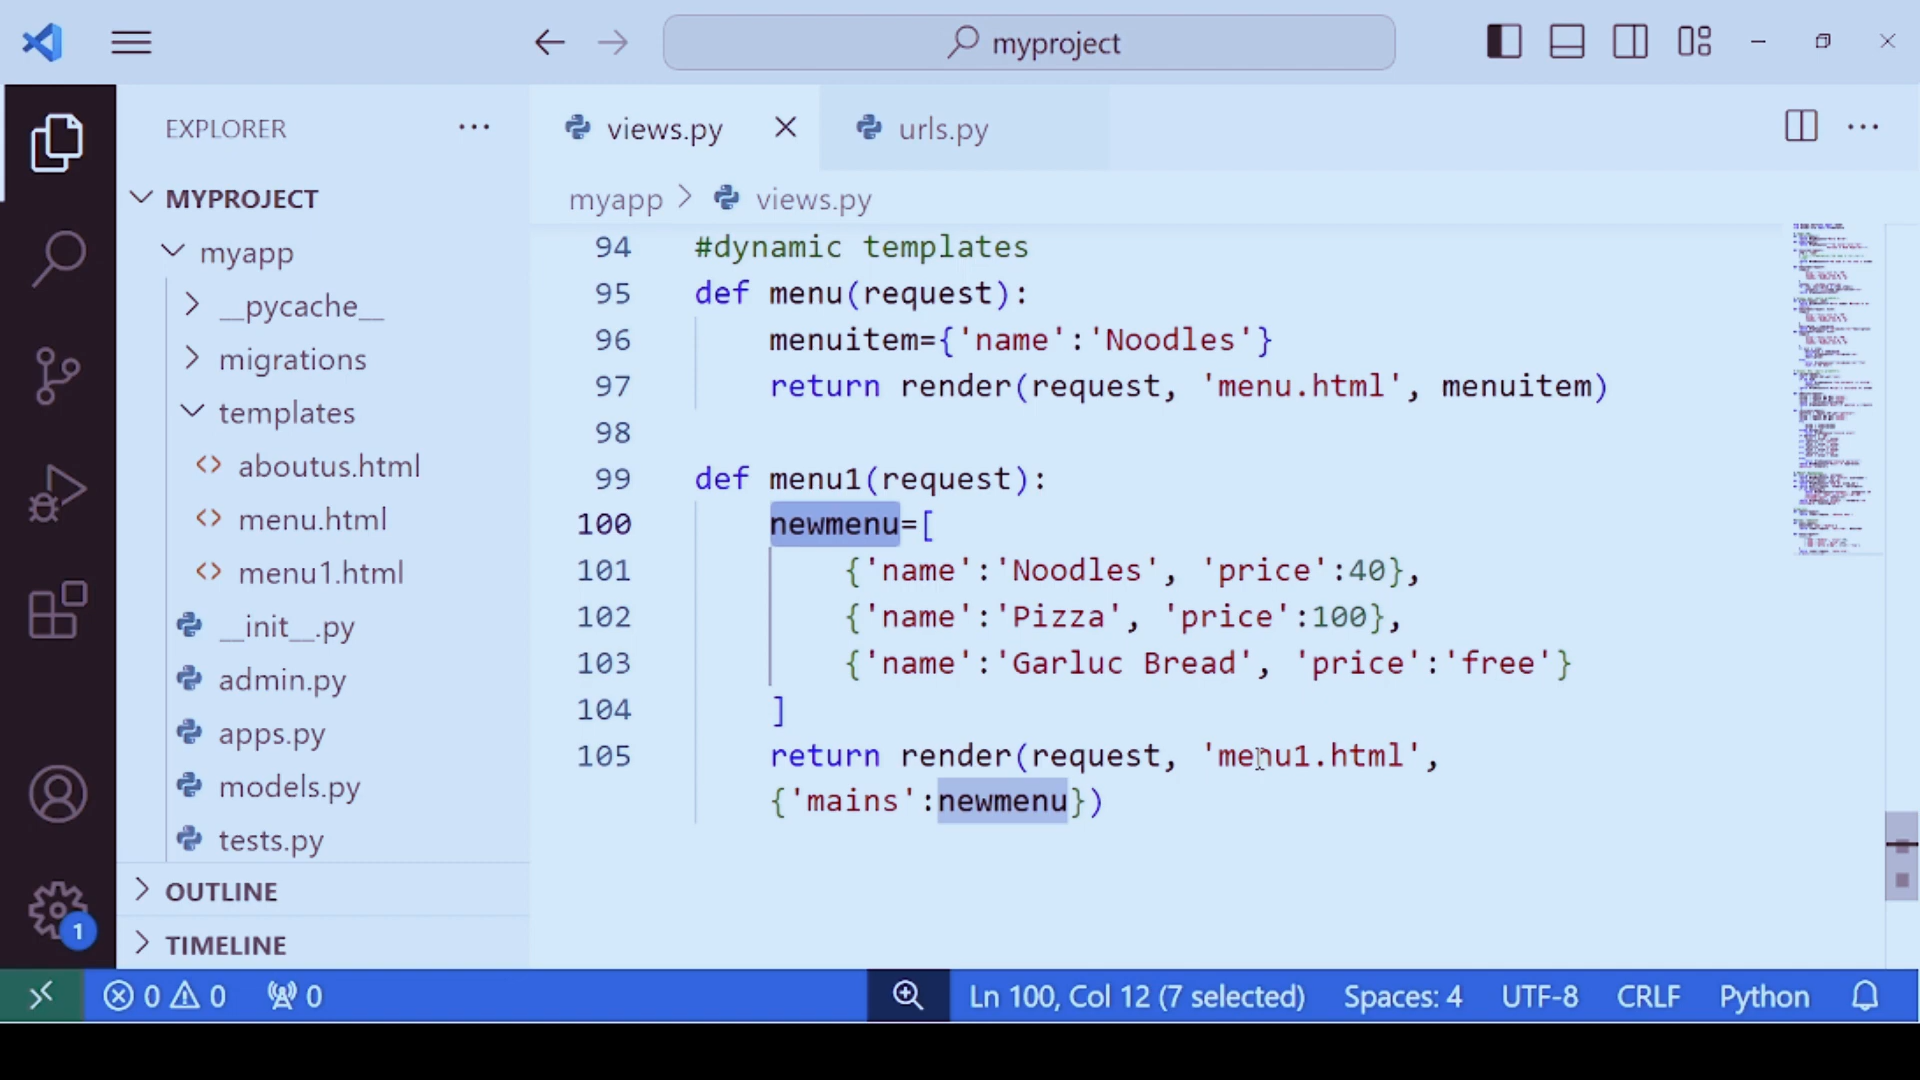 myproject
EXPLORER
views.py
urls.py
myapp > views.py
MYPROJECT
myapp
__pycache__
migrations
templates
aboutus.html
menu.html
menu1.html
__init__.py
admin.py
apps.py
models.py
tests.py
OUTLINE
TIMELINE
94 #dynamic templates
95 def menu(request):
96 menuitem={'name':'Noodles'}
97 return render(request, 'menu.html', menuitem)
98
99 def menu1(request):
100 newmenu=[
101 {'name':'Noodles', 'price':40},
102 {'name':'Pizza', 'price':100},
103 {'name':'Garluc Bread', 'price':'free'}
104 ]
105 return render(request, 'menu1.html',
{'mains':newmenu})
1
0 0 0
Ln 100, Col 12 (7 selected) Spaces: 4 UTF-8 CRLF Python